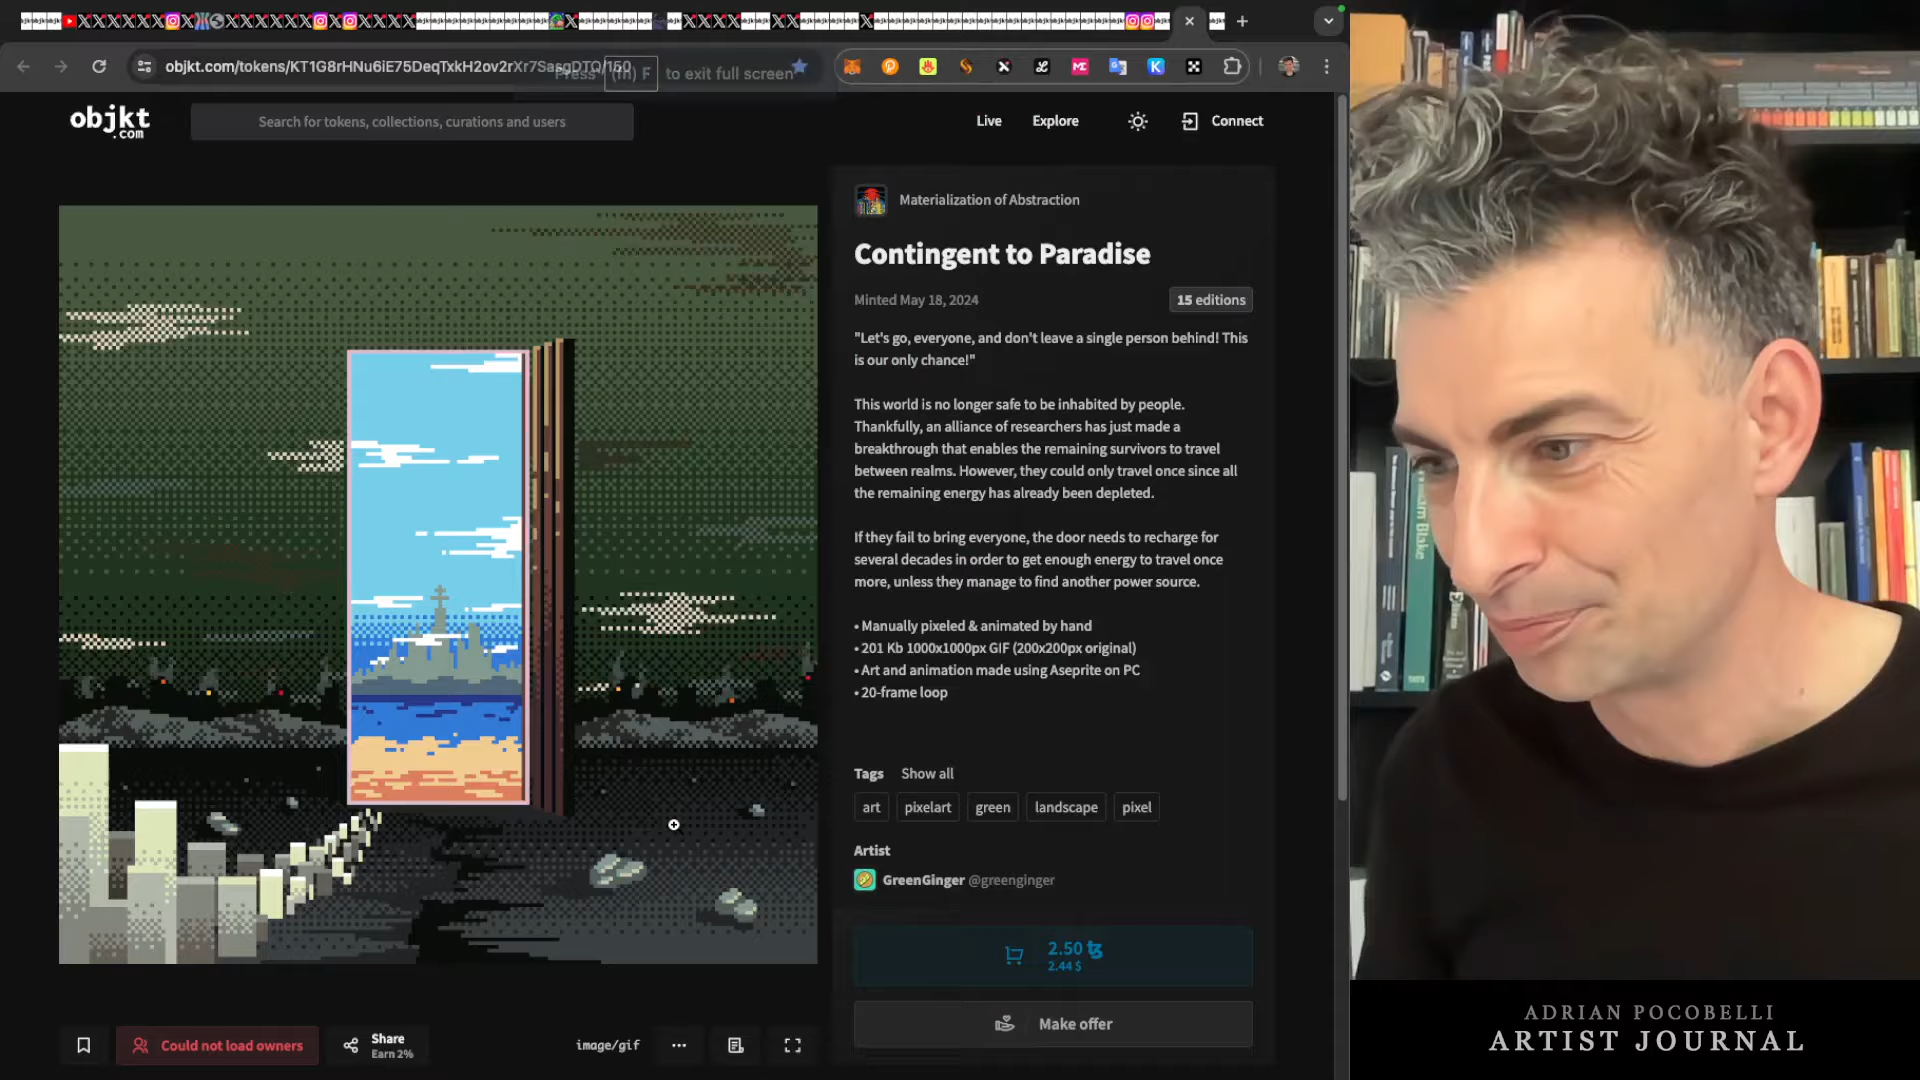 objkt.com/tokens/KT1G8rHNu6iE75DeqTxkH2ov2rXr7SasgDTQ/150
Press (fn) F to exit full screen
objkt
.com
Search for tokens, collections, curations and users
Live
Explore
Connect
Materialization of Abstraction
Contingent to Paradise
Minted May 18, 2024
15 editions
"Let's go, everyone, and don't leave a single person behind! This
is our only chance!"
This world is no longer safe to be inhabited by people.
Thankfully, an alliance of researchers has just made a
breakthrough that enables the remaining survivors to travel
between realms. However, they could only travel once since all
the remaining energy has already been depleted.
If they fail to bring everyone, the door needs to recharge for
several decades in order to get enough energy to travel once
more, unless they manage to find another power source.
• Manually pixeled & animated by hand
• 201 Kb 1000x1000px GIF (200x200px original)
• Art and animation made using Aseprite on PC
• 20-frame loop
Tags Show all
art pixelart green landscape pixel
Artist
GreenGinger @greenginger
2.50
2.44 $
Make offer
Could not load owners
Share
Earn 2%
image/gif
William Blake
ADRIAN POCOBELLI
ARTIST JOURNAL